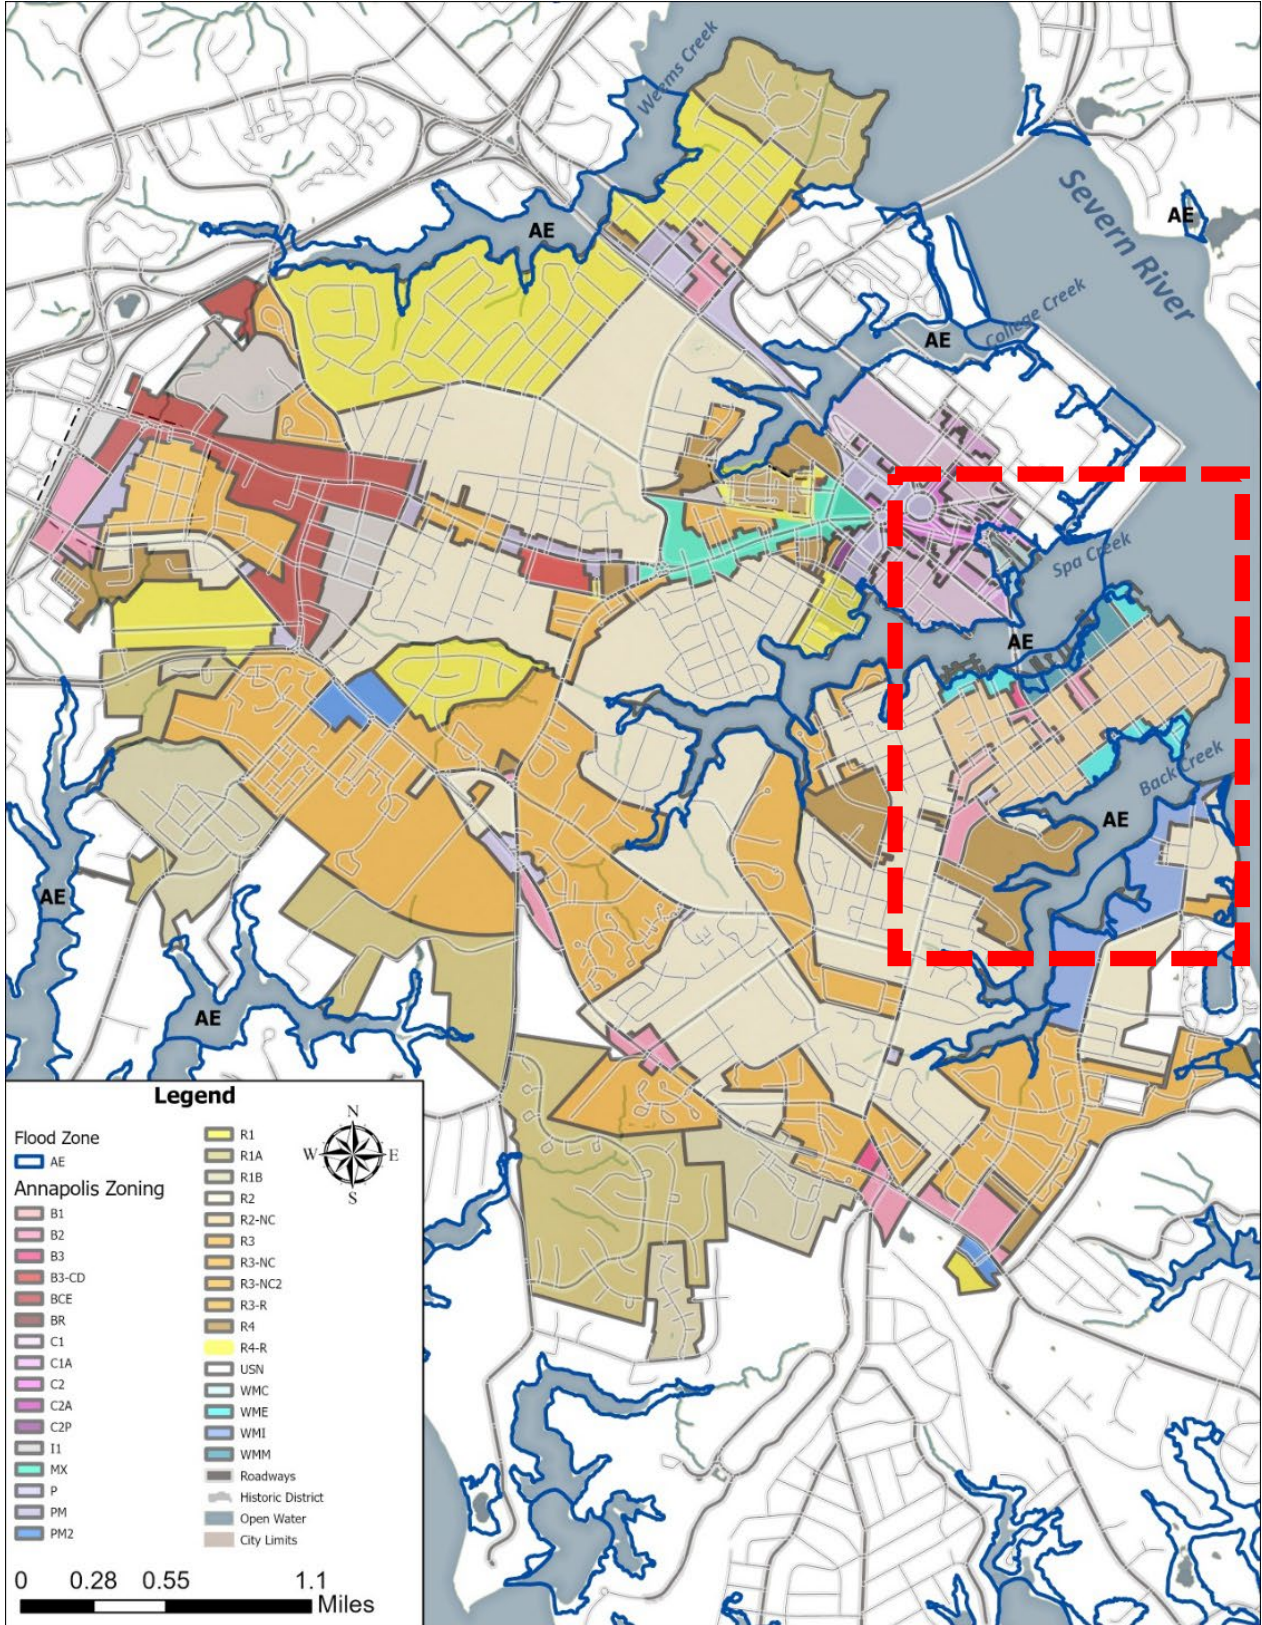 Weems Creek
AE
Severn River
AE
College Creek
AE
Spa Creek
AE
Back Creek
AE
AE
AE
Legend
N
W
E
S
Flood Zone
AE
Annapolis Zoning
B1
B2
B3
B3-CD
BCE
BR
C1
C1A
C2
C2A
C2P
I1
MX
P
PM
PM2
R1
R1A
R1B
R2
R2-NC
R3
R3-NC
R3-NC2
R3-R
R4
R4-R
USN
WMC
WME
WMI
WMM
Roadways
Historic District
Open Water
City Limits
0 0.28 0.55 1.1
Miles